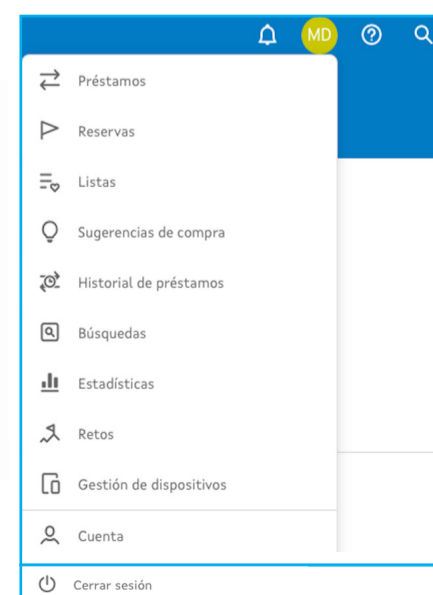 MD
Préstamos
Reservas
Listas
Sugerencias de compra
Historial de préstamos
Búsquedas
Estadísticas
Retos
Gestión de dispositivos
Cuenta
Cerrar sesión